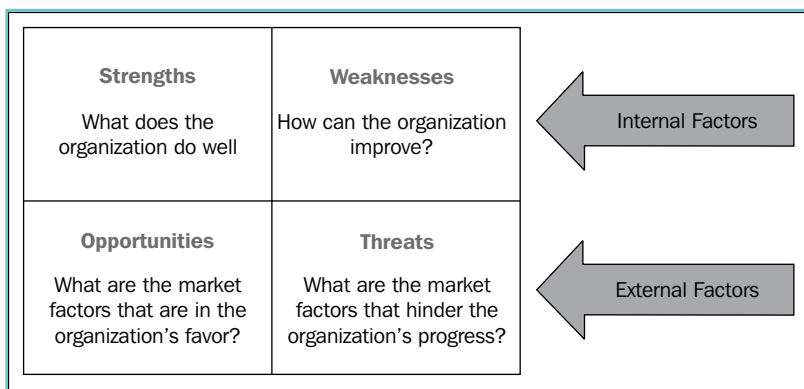 Strengths
What does the
organization do well
Weaknesses
How can the organization
improve?
Internal Factors
Opportunities
What are the market
factors that are in the
organization's favor?
Threats
What are the market
factors that hinder the
organization's progress?
External Factors